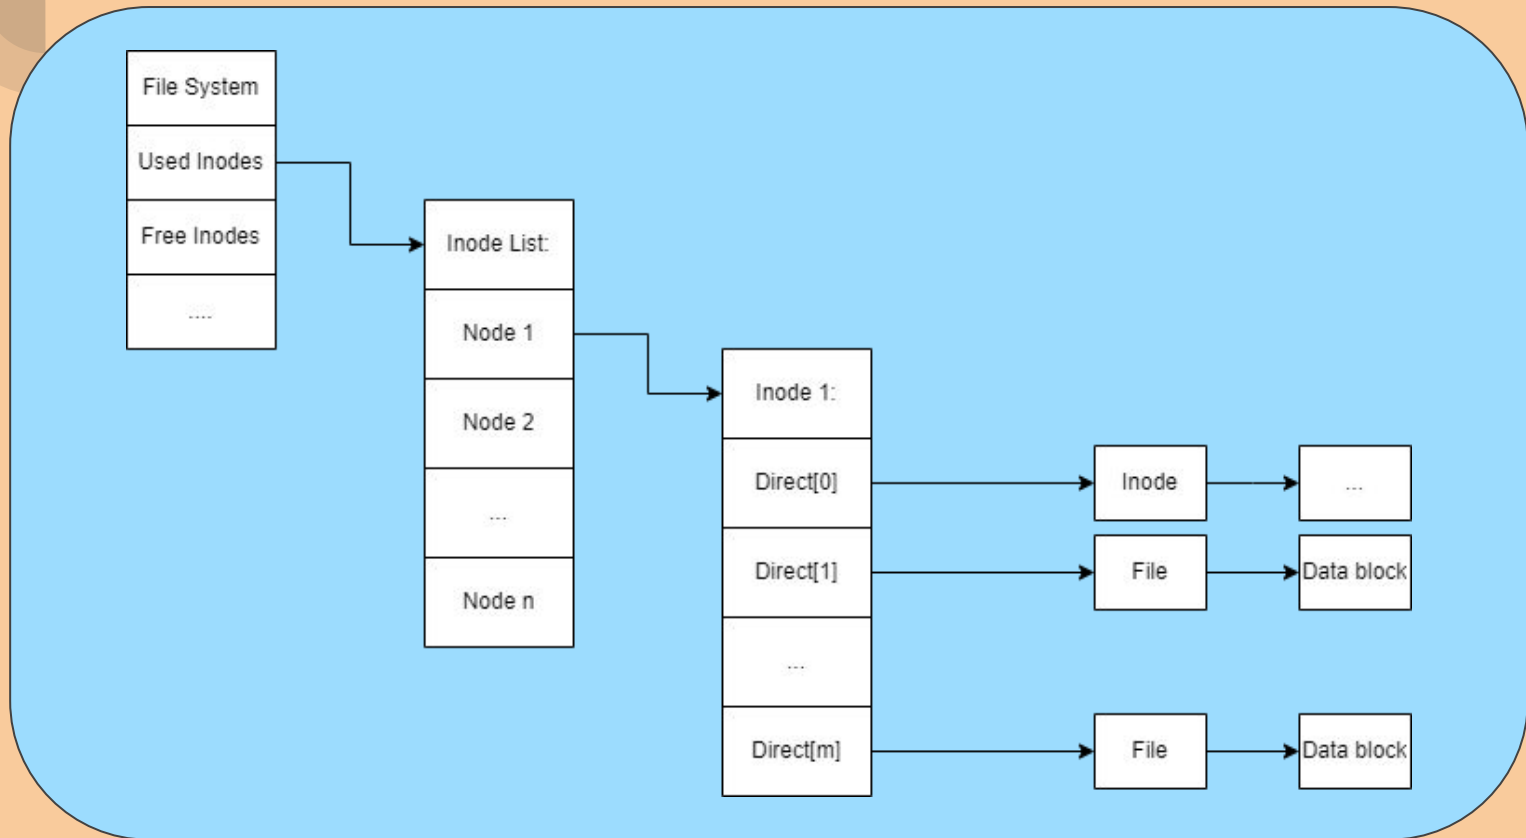 File System
Used Inodes
Free Inodes
....
Inode List:
Node 1
Node 2
...
Node n
Inode 1:
Direct[0]
Direct[1]
...
Direct[m]
Inode
...
File
Data block
File
Data block